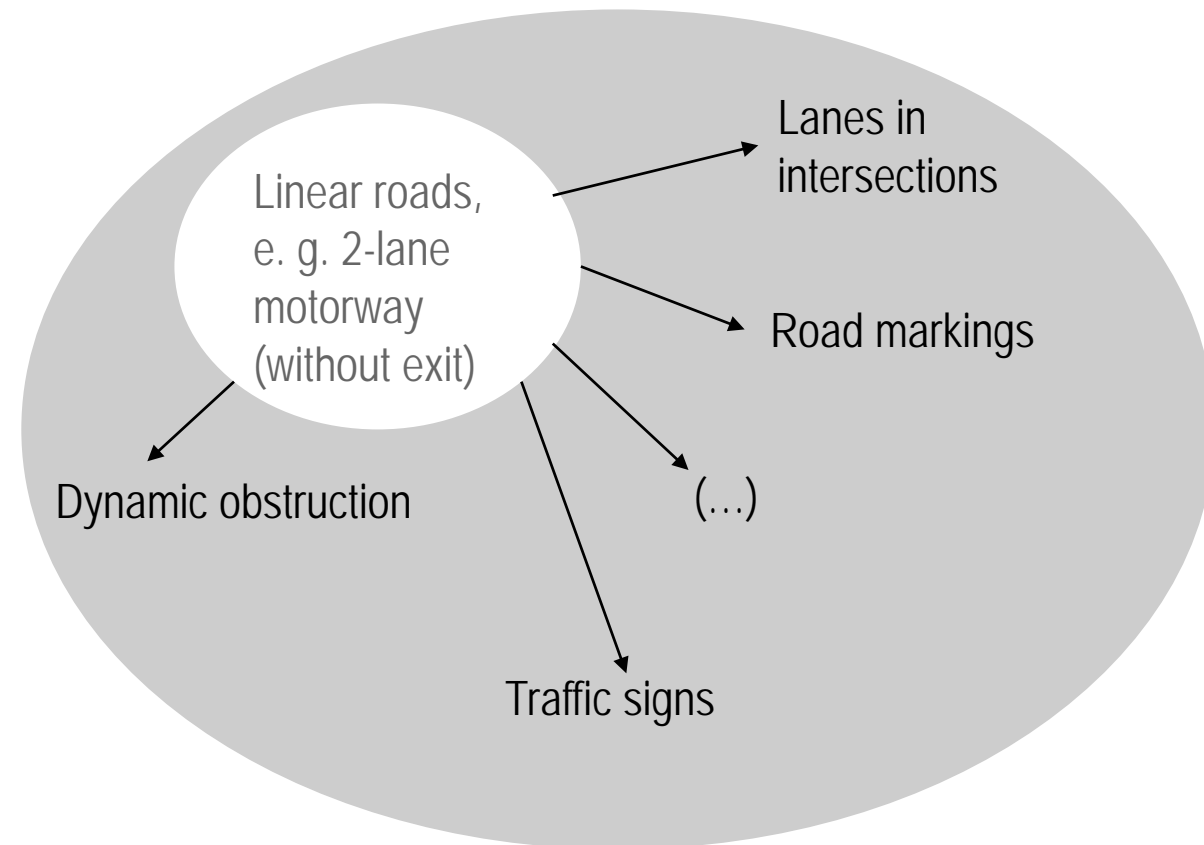 Lanes in
intersections
Linear roads,
e. g. 2-lane
motorway
(without exit)
Road markings
Dynamic obstruction
(…)
Traffic signs